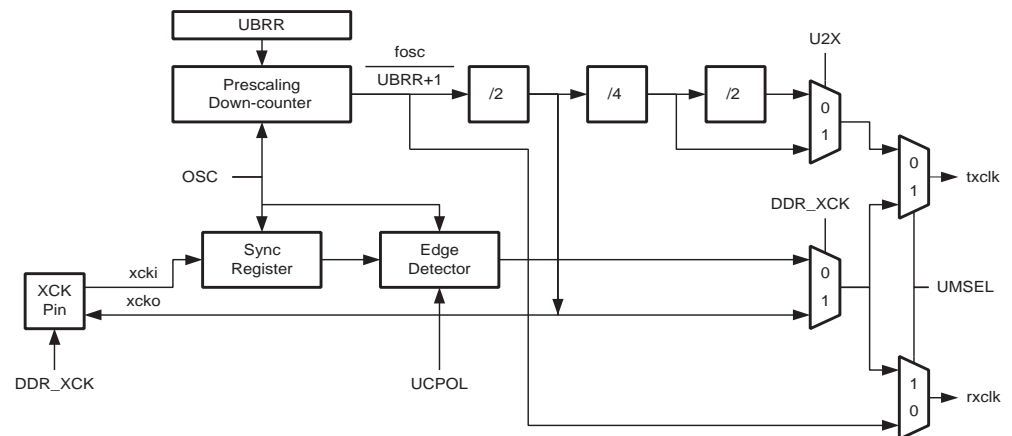 UBRR
Prescaling
Down-counter
fosc
UBRR+1
/2
/4
/2
U2X
0
1
OSC
0
1
txclk
DDR_XCK
Sync
Register
Edge
Detector
0
1
UMSEL
xcki
xcko
XCK
Pin
DDR_XCK
UCPOL
1
0
rxclk